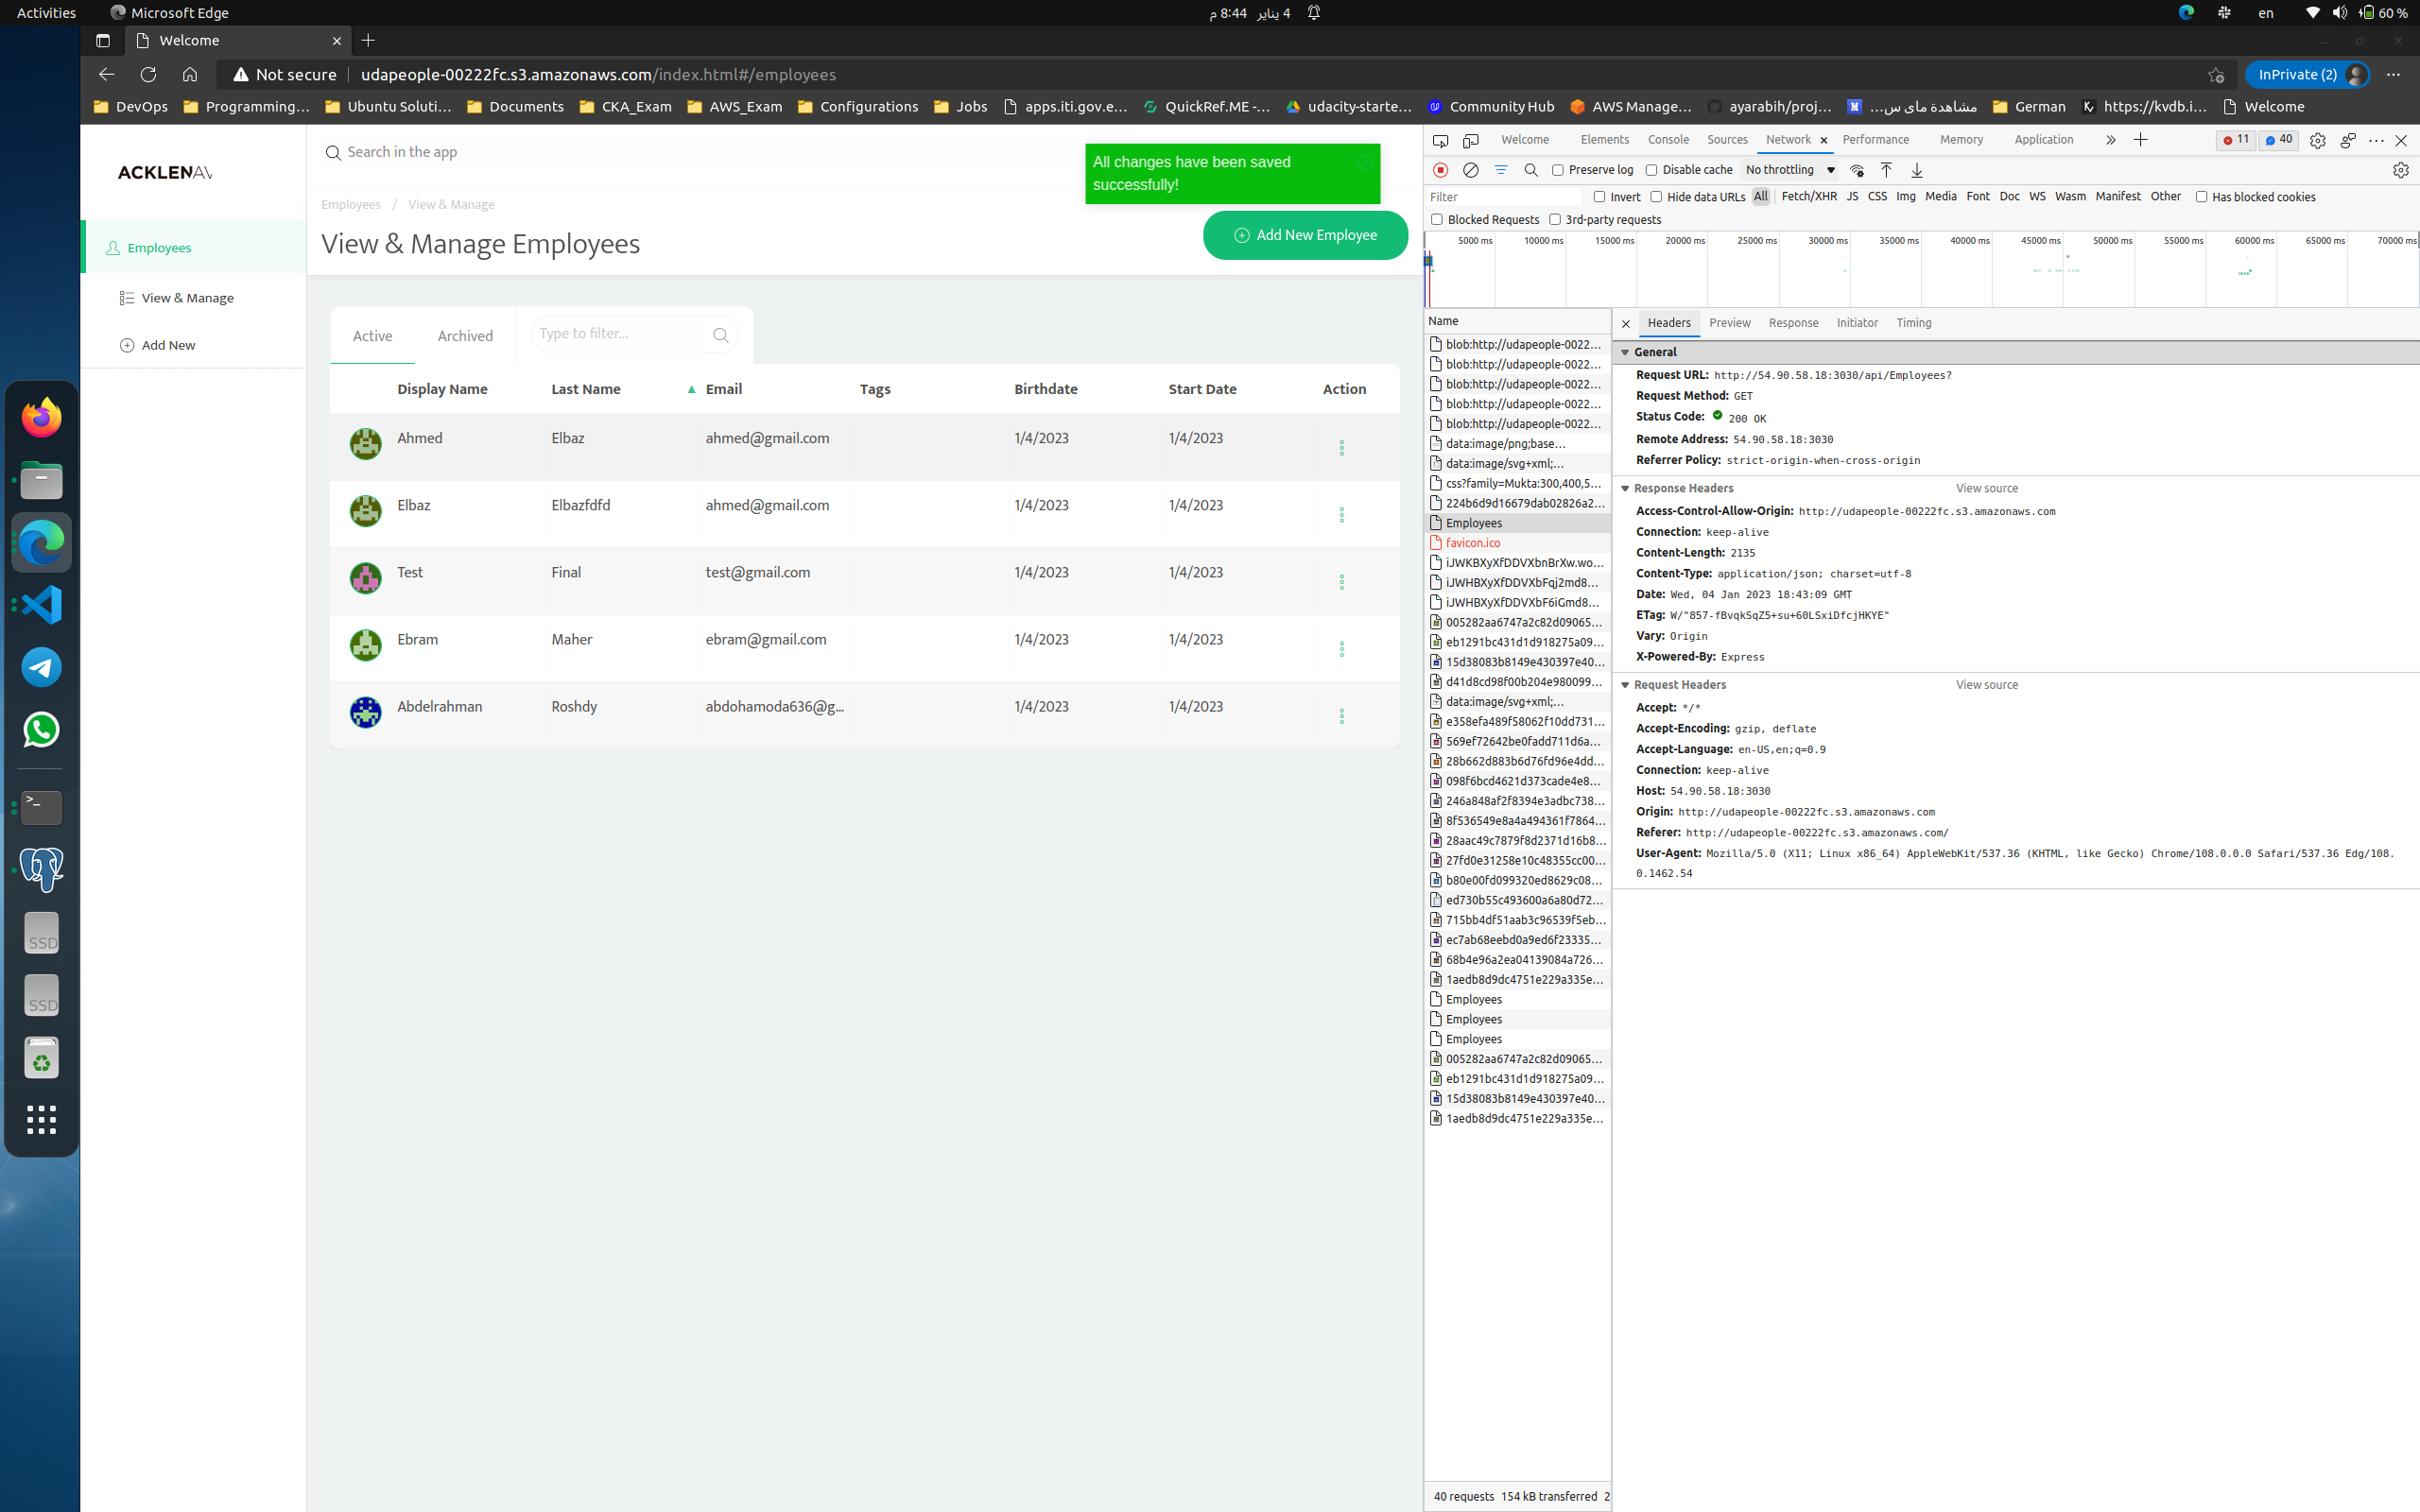 Activities
Microsoft Edge
4 يناير 8:44 م
en
60 %
Welcome
Not secure
udapeople-00222fc.s3.amazonaws.com/index.html#/employees
InPrivate (2)
DevOps
Programming...
Ubuntu Soluti...
Documents
CKA_Exam
AWS_Exam
Configurations
Jobs
apps.iti.gov.e...
QuickRef.ME -...
udacity-starte...
Community Hub
AWS Manage...
ayarabih/proj...
مشاهدة ماى س...
German
https://kvdb.i...
Welcome
Search in the app
All changes have been saved
successfully!
Employees / View & Manage
View & Manage Employees
Add New Employee
Employees
View & Manage
Add New
Active
Archived
Type to filter...
Display Name Last Name Email Tags Birthdate Start Date Action
Ahmed Elbaz ahmed@gmail.com 1/4/2023 1/4/2023
Elbaz Elbazfdfd ahmed@gmail.com 1/4/2023 1/4/2023
Test Final test@gmail.com 1/4/2023 1/4/2023
Ebram Maher ebram@gmail.com 1/4/2023 1/4/2023
Abdelrahman Roshdy abdohamoda636@g... 1/4/2023 1/4/2023
SSD
SSD
Welcome Elements Console Sources Network Performance Memory Application
11
40
Preserve log
Disable cache
No throttling
Filter
Invert
Hide data URLs
All Fetch/XHR JS CSS Img Media Font Doc WS Wasm Manifest Other
Has blocked cookies
Blocked Requests
3rd-party requests
5000 ms 10000 ms 15000 ms 20000 ms 25000 ms 30000 ms 35000 ms 40000 ms 45000 ms 50000 ms 55000 ms 60000 ms 65000 ms 70000 ms
Name
blob:http://udapeople-0022...
blob:http://udapeople-0022...
blob:http://udapeople-0022...
blob:http://udapeople-0022...
blob:http://udapeople-0022...
data:image/png;base...
data:image/svg+xml;...
css?family=Mukta:300,400,5...
224b6d9d16679dab02826a2...
Employees
favicon.ico
iJWKBXyXfDDVXbnBrXw.wo...
iJWHBXyXfDDVXbFqj2md8...
iJWHBXyXfDDVXbF6iGmd8...
005282aa6747a2c82d09065...
eb1291bc431d1d918275a09...
15d38083b8149e430397e40...
d41d8cd98f00b204e980099...
data:image/svg+xml;...
e358efa489f58062f10dd731...
569ef72642be0fadd711d6a...
28b662d883b6d76fd96e4dd...
098f6bcd4621d373cade4e8...
246a848af2f8394e3adbc738...
8f536549e8a4a494361f7864...
28aac49c7879f8d2371d16b8...
27fd0e31258e10c48355cc00...
b80e00fd099320ed8629c08...
ed730b55c493600a6a80d72...
715bb4df51aab3c96539f5eb...
ec7ab68eebd0a9ed6f23335...
68b4e96a2ea04139084a726...
1aedb8d9dc4751e229a335e...
Employees
Employees
Employees
005282aa6747a2c82d09065...
eb1291bc431d1d918275a09...
15d38083b8149e430397e40...
1aedb8d9dc4751e229a335e...
40 requests 154 kB transferred 2
Headers Preview Response Initiator Timing
General
Request URL: http://54.90.58.18:3030/api/Employees?
Request Method: GET
Status Code: 200 OK
Remote Address: 54.90.58.18:3030
Referrer Policy: strict-origin-when-cross-origin
Response Headers View source
Access-Control-Allow-Origin: http://udapeople-00222fc.s3.amazonaws.com
Connection: keep-alive
Content-Length: 2135
Content-Type: application/json; charset=utf-8
Date: Wed, 04 Jan 2023 18:43:09 GMT
ETag: W/"857-fBvqkSqZ5+su+60LSxiDfcjHKYE"
Vary: Origin
X-Powered-By: Express
Request Headers View source
Accept: */*
Accept-Encoding: gzip, deflate
Accept-Language: en-US,en;q=0.9
Connection: keep-alive
Host: 54.90.58.18:3030
Origin: http://udapeople-00222fc.s3.amazonaws.com
Referer: http://udapeople-00222fc.s3.amazonaws.com/
User-Agent: Mozilla/5.0 (X11; Linux x86_64) AppleWebKit/537.36 (KHTML, like Gecko) Chrome/108.0.0.0 Safari/537.36 Edg/108.
0.1462.54